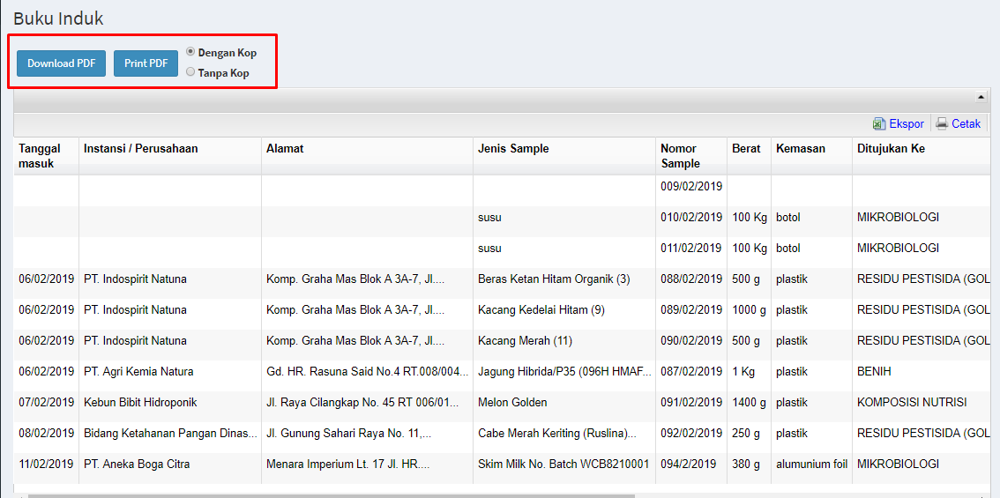 Buku Induk
Download PDF Print PDF Dengan Kop
Tanpa Kop
Ekspor Cetak
Tanggal masuk Instansi / Perusahaan Alamat Jenis Sample Nomor Sample Berat Kemasan Ditujukan Ke
009/02/2019
susu 010/02/2019 100 Kg botol MIKROBIOLOGI
susu 011/02/2019 100 Kg botol MIKROBIOLOGI
06/02/2019 PT. Indospirit Natuna Komp. Graha Mas Blok A 3A-7, Jl.... Beras Ketan Hitam Organik (3) 088/02/2019 500 g plastik RESIDU PESTISIDA (GOL
06/02/2019 PT. Indospirit Natuna Komp. Graha Mas Blok A 3A-7, Jl.... Kacang Kedelai Hitam (9) 089/02/2019 1000 g plastik RESIDU PESTISIDA (GOL
06/02/2019 PT. Indospirit Natuna Komp. Graha Mas Blok A 3A-7, Jl.... Kacang Merah (11) 090/02/2019 500 g plastik RESIDU PESTISIDA (GOL
06/02/2019 PT. Agri Kemia Natura Gd. HR. Rasuna Said No.4 RT.008/004... Jagung Hibrida/P35 (096H HMAF... 087/02/2019 1 Kg plastik BENIH
07/02/2019 Kebun Bibit Hidroponik Jl. Raya Cilangkap No. 45 RT 006/01... Melon Golden 091/02/2019 1400 g plastik KOMPOSISI NUTRISI
08/02/2019 Bidang Ketahanan Pangan Dinas... Jl. Gunung Sahari Raya No. 11,... Cabe Merah Keriting (Ruslina)... 092/02/2019 250 g plastik RESIDU PESTISIDA (GOL
11/02/2019 PT. Aneka Boga Citra Menara Imperium Lt. 17 Jl. HR.... Skim Milk No. Batch WCB8210001 094/2/2019 380 g alumunium foil MIKROBIOLOGI